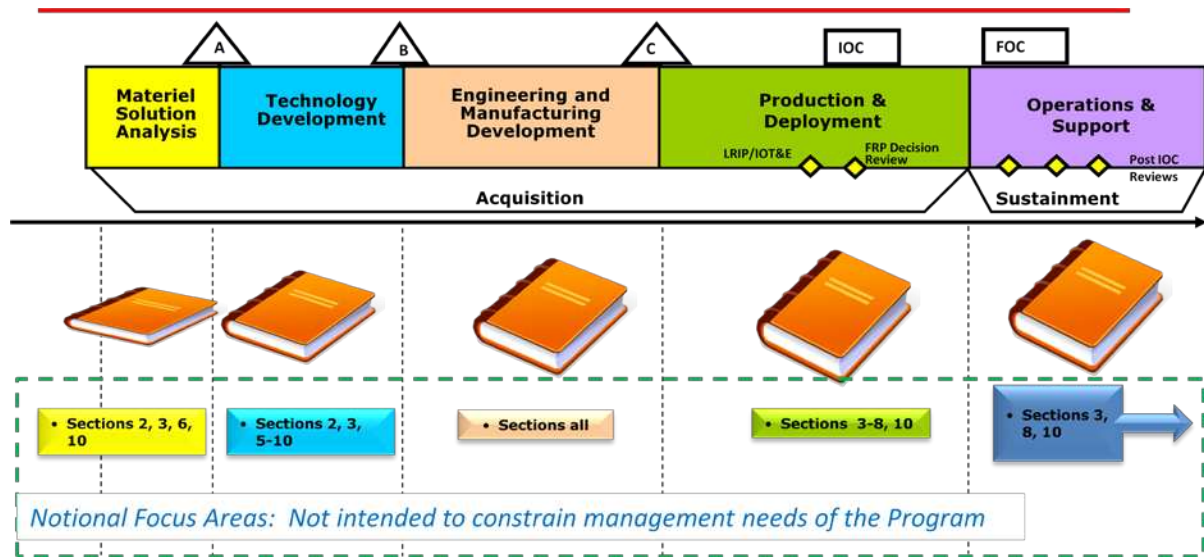 A
B
C
IOC
FOC
Materiel
Solution
Analysis
Technology
Development
Engineering and
Manufacturing
Development
Production &
Deployment
LRIP/IOT&E
FRP Decision
Review
Operations &
Support
Post IOC
Reviews
Acquisition
Sustainment
• Sections 2, 3, 6,
10
• Sections 2, 3,
5-10
• Sections all
• Sections 3-8, 10
• Sections 3,
8, 10
Notional Focus Areas: Not intended to constrain management needs of the Program